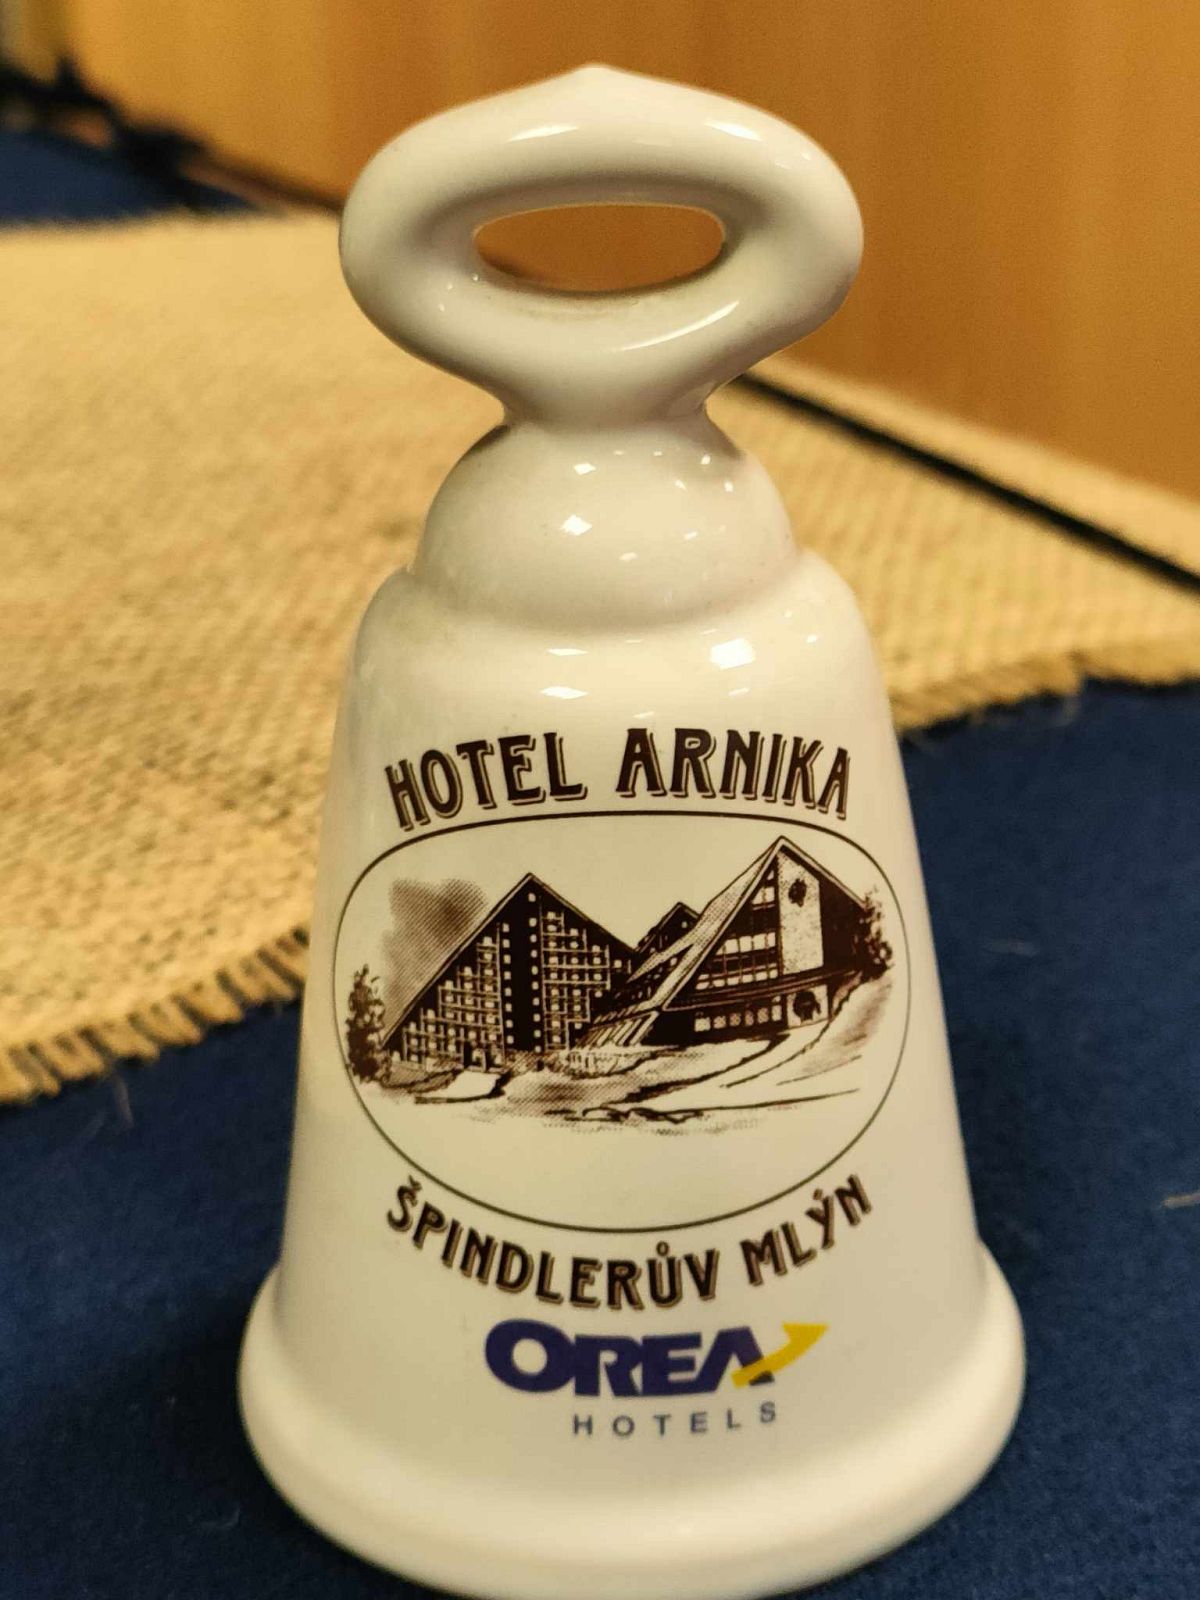 HOTEL ARNIKA
ŠPINDLERŮV MLÝN
OREA
HOTELS